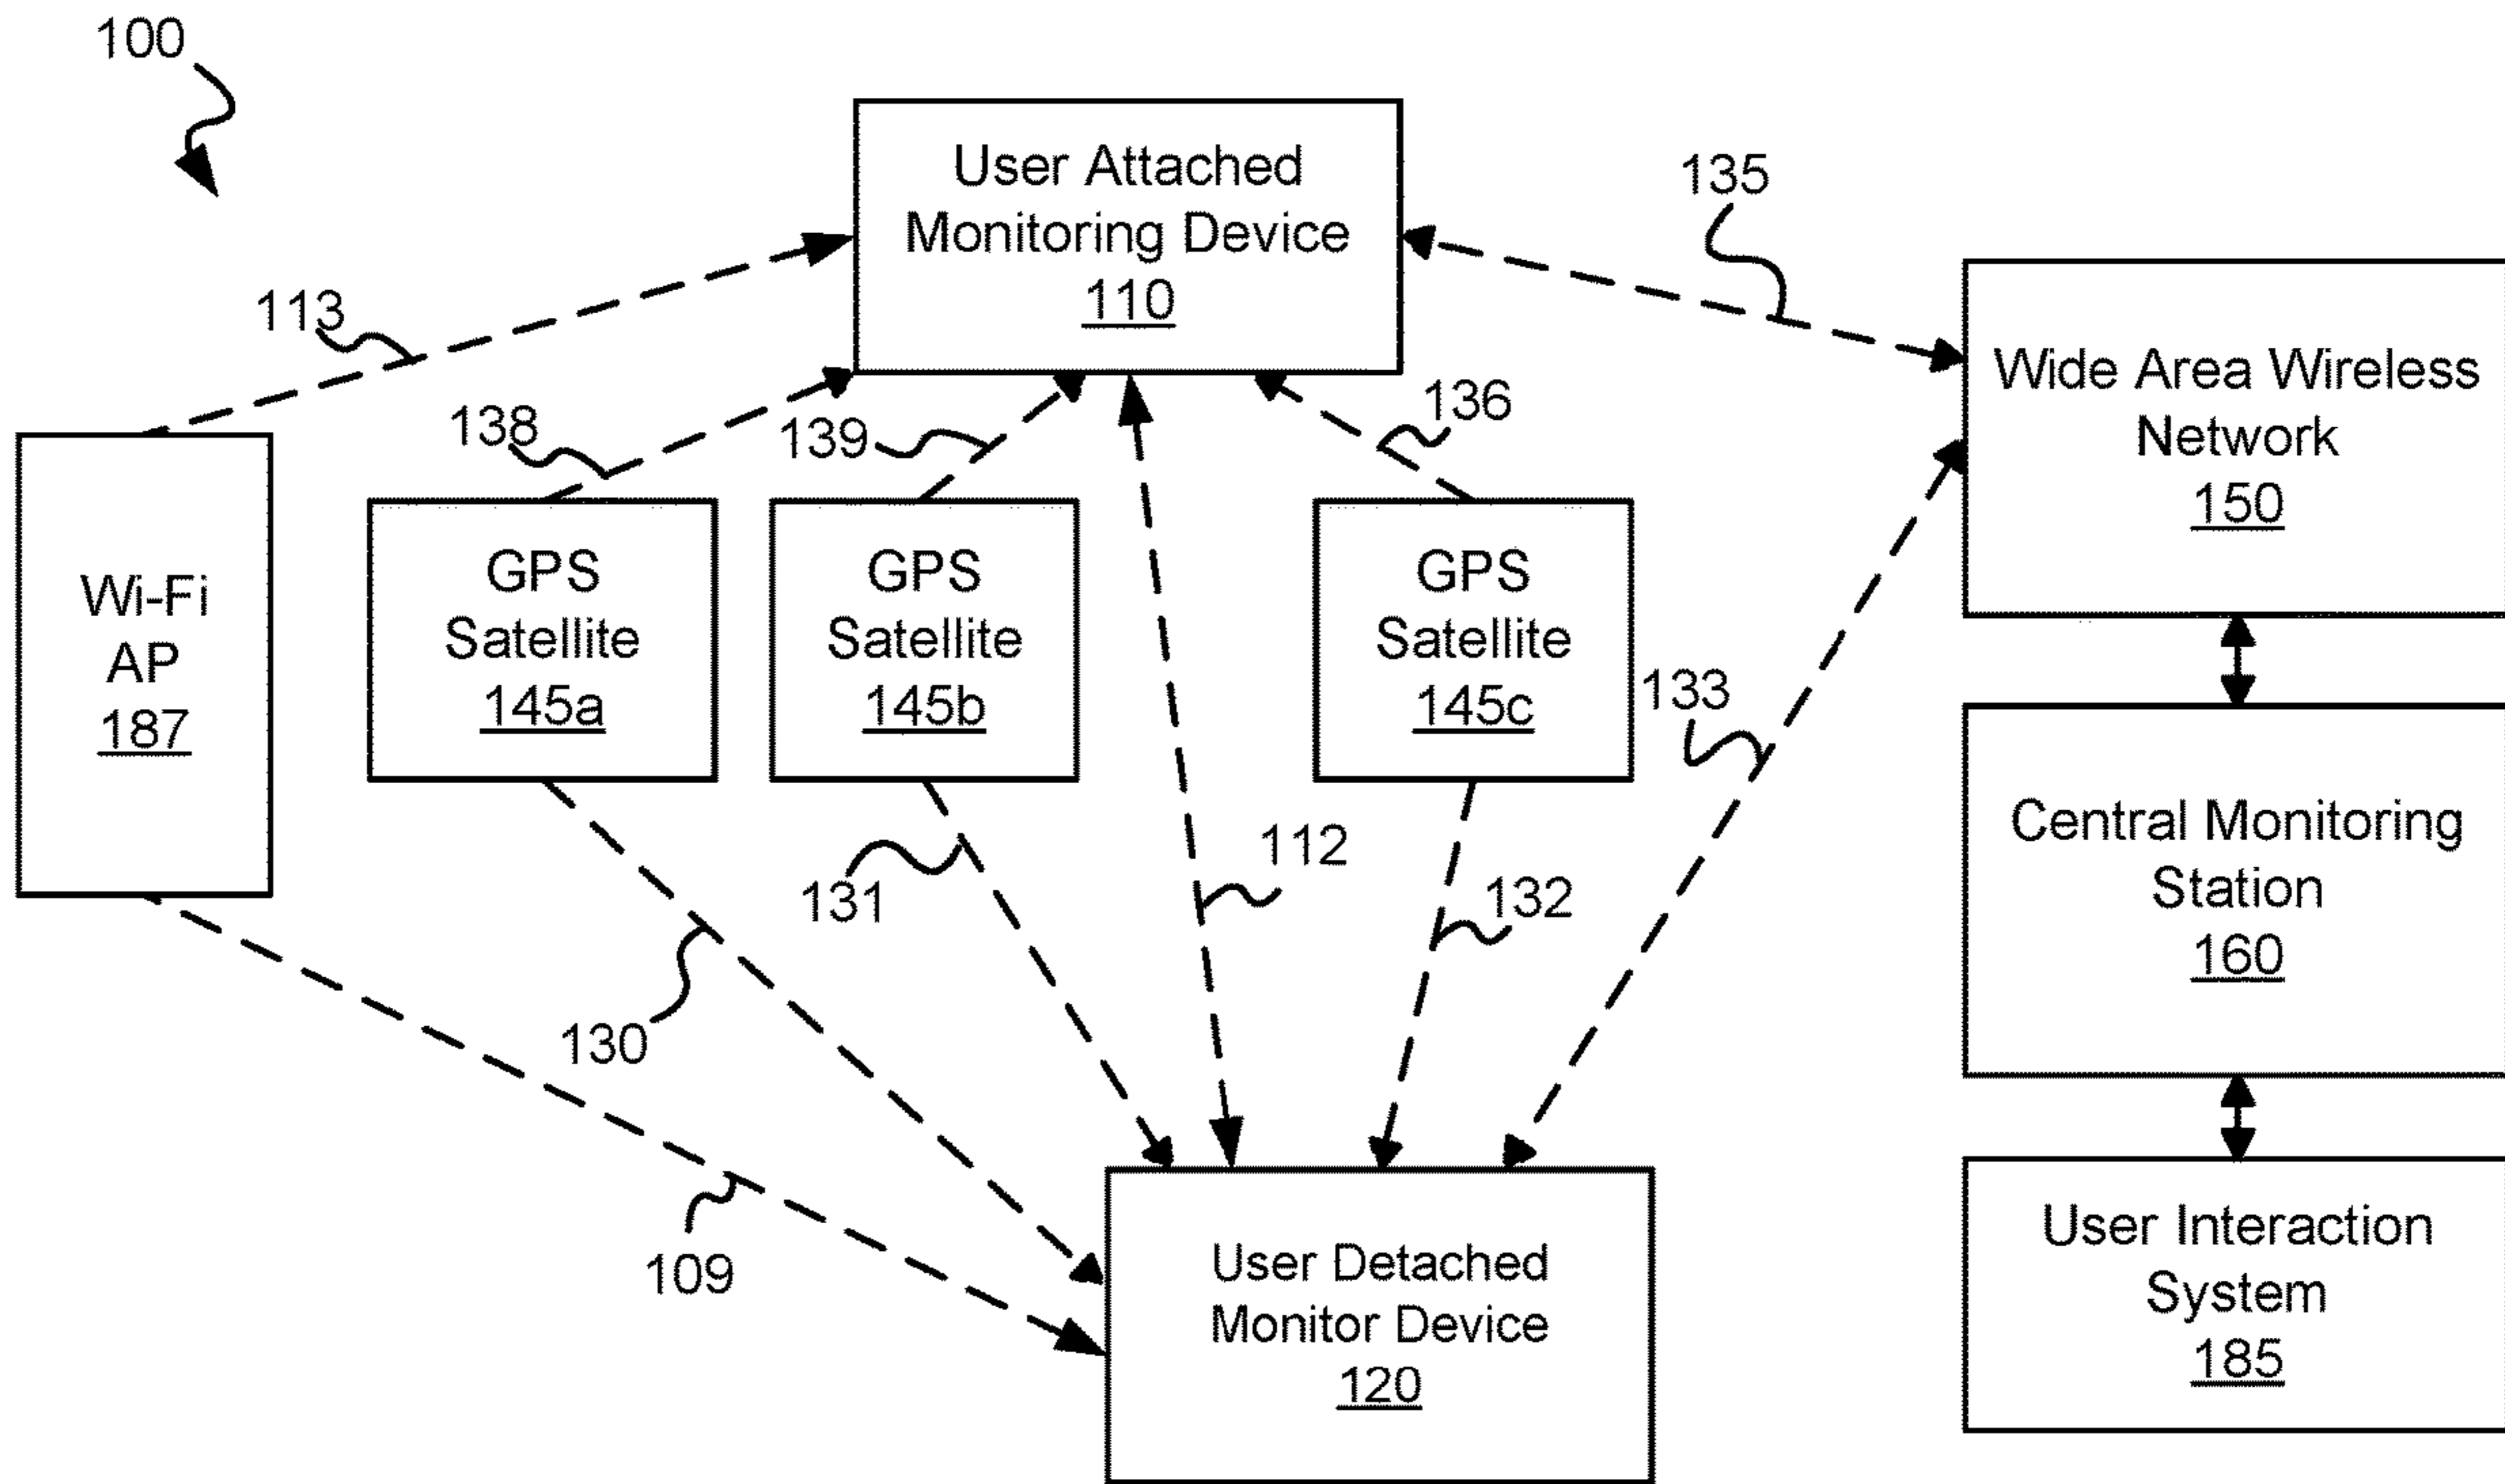 100
User Attached
Monitoring Device
110
135
113
138
139
136
Wide Area Wireless
Network
150
Wi-Fi
AP
187
GPS
Satellite
145a
GPS
Satellite
145b
GPS
Satellite
145c
133
112
131
132
130
109
Central Monitoring
Station
160
User Detached
Monitor Device
120
User Interaction
System
185